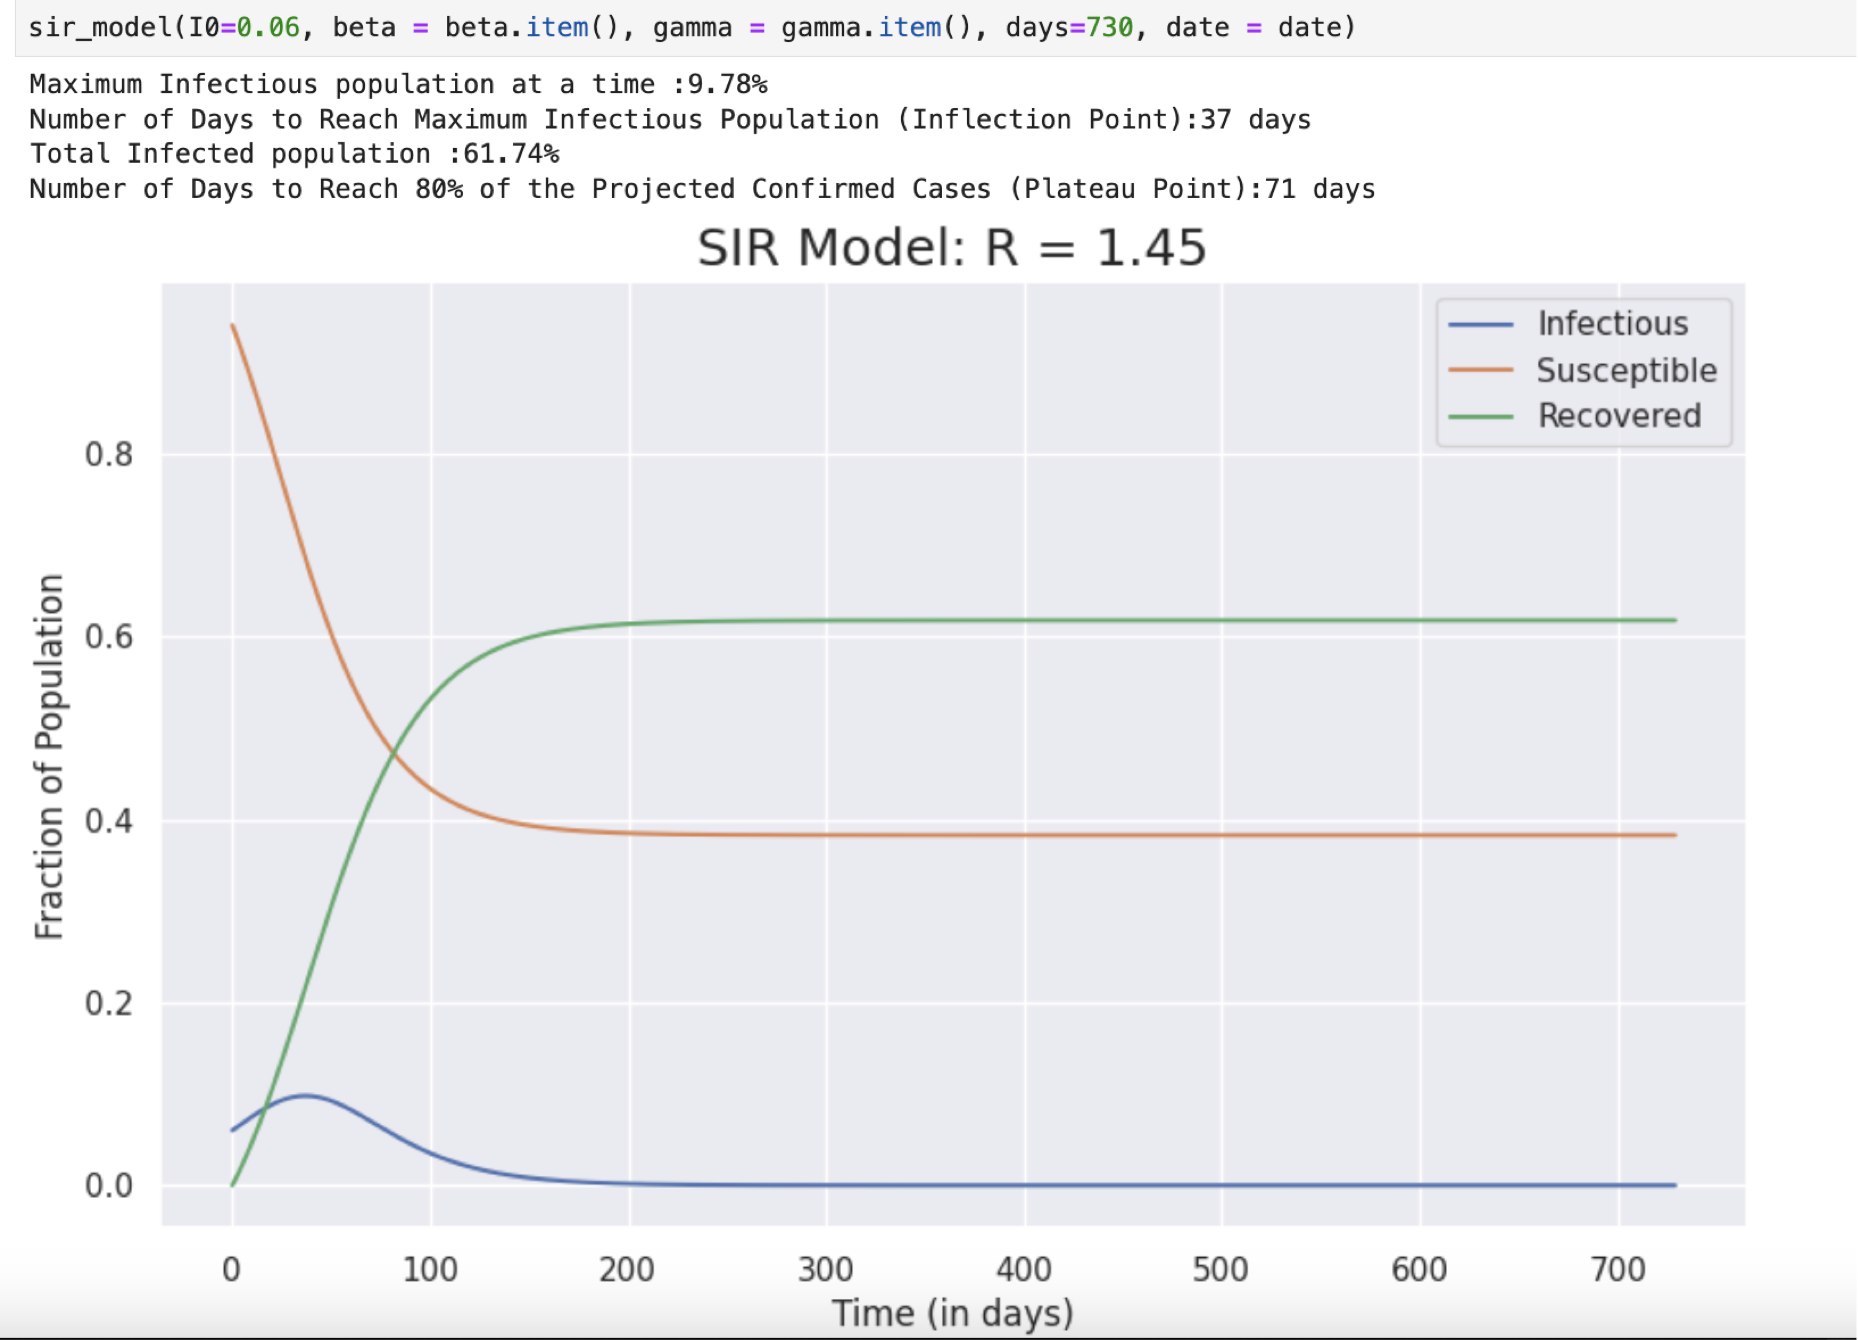 sir_model(I0=0.06, beta = beta.item(), gamma = gamma.item(), days=730, date = date)
Maximum Infectious population at a time :9.78%
Number of Days to Reach Maximum Infectious Population (Inflection Point):37 days
Total Infected population :61.74%
Number of Days to Reach 80% of the Projected Confirmed Cases (Plateau Point):71 days
SIR Model: R = 1.45
Infectious
Susceptible
Recovered
Fraction of Population
0.8
0.6
0.4
0.2
0.0
0 100 200 300 400 500 600 700
Time (in days)